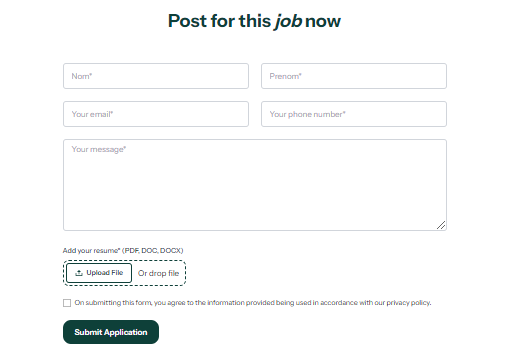 Post for this job now
Nom* Prenom*
Your email* Your phone number*
Your message*
Add your resume* (PDF, DOC, DOCX)
Upload File Or drop file
On submitting this form, you agree to the information provided being used in accordance with our privacy policy.
Submit Application